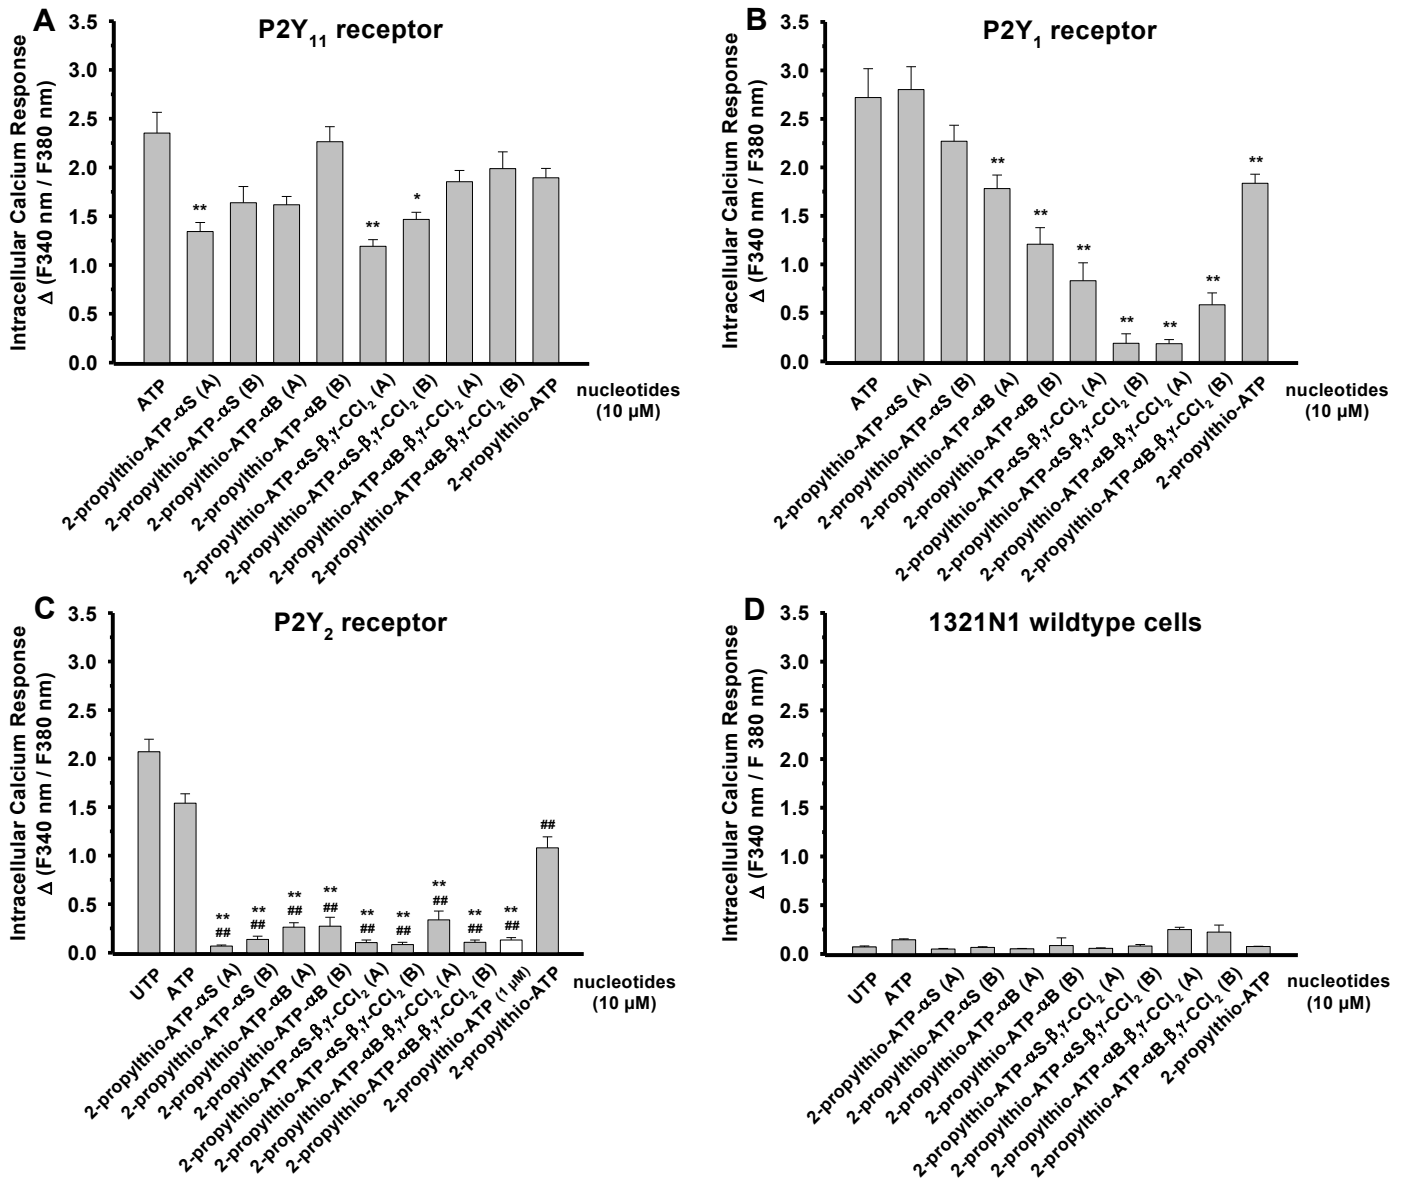 A
P2Y11 receptor
Intracellular Calcium Response
Δ (F340 nm / F380 nm)
3.5
3.0
2.5
2.0
1.5
1.0
0.5
0.0
**
**
*
ATP
2-propylthio-ATP-αS (A)
2-propylthio-ATP-αS (B)
2-propylthio-ATP-αB (A)
2-propylthio-ATP-αB (B)
2-propylthio-ATP-αS-β,γ-CCl2 (A)
2-propylthio-ATP-αS-β,γ-CCl2 (B)
2-propylthio-ATP-αB-β,γ-CCl2 (A)
2-propylthio-ATP-αB-β,γ-CCl2 (B)
2-propylthio-ATP
nucleotides
(10 µM)
B
P2Y1 receptor
Intracellular Calcium Response
Δ (F340 nm / F380 nm)
3.5
3.0
2.5
2.0
1.5
1.0
0.5
0.0
**
**
**
**
**
**
**
ATP
2-propylthio-ATP-αS (A)
2-propylthio-ATP-αS (B)
2-propylthio-ATP-αB (A)
2-propylthio-ATP-αB (B)
2-propylthio-ATP-αS-β,γ-CCl2 (A)
2-propylthio-ATP-αS-β,γ-CCl2 (B)
2-propylthio-ATP-αB-β,γ-CCl2 (A)
2-propylthio-ATP-αB-β,γ-CCl2 (B)
2-propylthio-ATP
nucleotides
(10 µM)
C
P2Y2 receptor
Intracellular Calcium Response
Δ (F340 nm / F380 nm)
3.5
3.0
2.5
2.0
1.5
1.0
0.5
0.0
**
##
**
##
**
##
**
##
**
##
**
##
**
##
**
##
**
##
##
UTP
ATP
2-propylthio-ATP-αS (A)
2-propylthio-ATP-αS (B)
2-propylthio-ATP-αB (A)
2-propylthio-ATP-αB (B)
2-propylthio-ATP-αS-β,γ-CCl2 (A)
2-propylthio-ATP-αS-β,γ-CCl2 (B)
2-propylthio-ATP-αB-β,γ-CCl2 (A)
2-propylthio-ATP-αB-β,γ-CCl2 (B)
2-propylthio-ATP (1 µM)
2-propylthio-ATP
nucleotides
(10 µM)
D
1321N1 wildtype cells
Intracellular Calcium Response
Δ (F340 nm / F 380 nm)
3.5
3.0
2.5
2.0
1.5
1.0
0.5
0.0
UTP
ATP
2-propylthio-ATP-αS (A)
2-propylthio-ATP-αS (B)
2-propylthio-ATP-αB (A)
2-propylthio-ATP-αB (B)
2-propylthio-ATP-αS-β,γ-CCl2 (A)
2-propylthio-ATP-αS-β,γ-CCl2 (B)
2-propylthio-ATP-αB-β,γ-CCl2 (A)
2-propylthio-ATP-αB-β,γ-CCl2 (B)
2-propylthio-ATP
nucleotides
(10 µM)